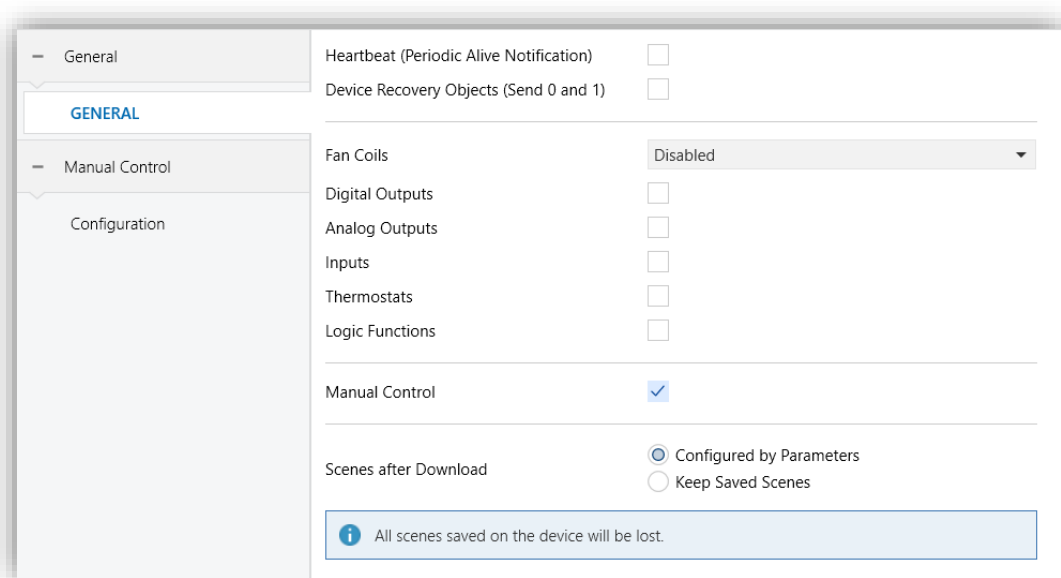 General
GENERAL
Manual Control
Configuration
Heartbeat (Periodic Alive Notification)
Device Recovery Objects (Send 0 and 1)
Fan Coils
Disabled
Digital Outputs
Analog Outputs
Inputs
Thermostats
Logic Functions
Manual Control
Scenes after Download
Configured by Parameters
Keep Saved Scenes
All scenes saved on the device will be lost.